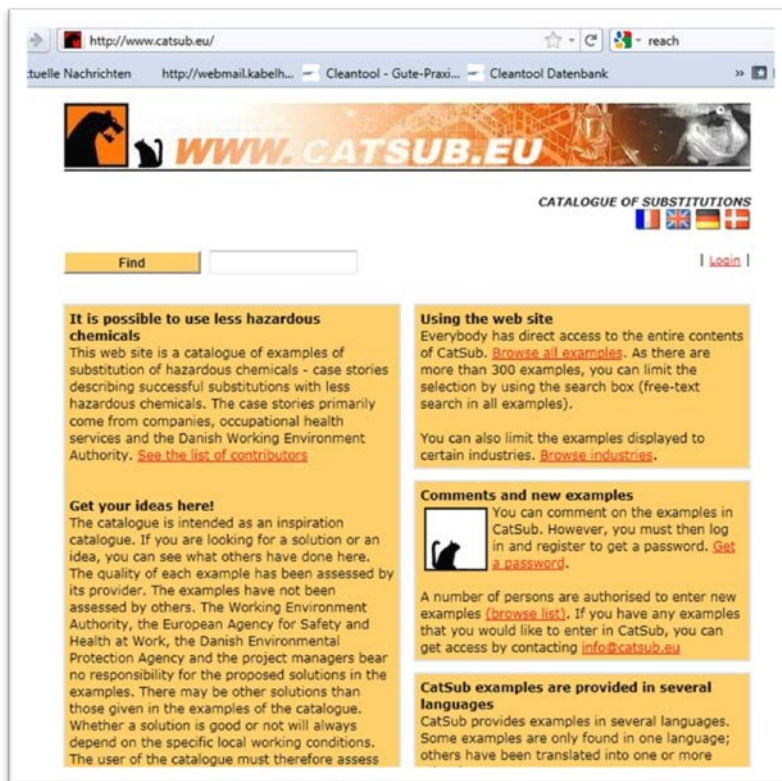 http://www.catsub.eu/
reach
tuelle Nachrichten http://webmail.kabelh... Cleantool - Gute-Praxi... Cleantool Datenbank »
WWW.CATSUB.EU
CATALOGUE OF SUBSTITUTIONS
Find
| Login |
It is possible to use less hazardous
chemicals
This web site is a catalogue of examples of
substitution of hazardous chemicals - case stories
describing successful substitutions with less
hazardous chemicals. The case stories primarily
come from companies, occupational health
services and the Danish Working Environment
Authority. See the list of contributors
Get your ideas here!
The catalogue is intended as an inspiration
catalogue. If you are looking for a solution or an
idea, you can see what others have done here.
The quality of each example has been assessed by
its provider. The examples have not been
assessed by others. The Working Environment
Authority, the European Agency for Safety and
Health at Work, the Danish Environmental
Protection Agency and the project managers bear
no responsibility for the proposed solutions in the
examples. There may be other solutions than
those given in the examples of the catalogue.
Whether a solution is good or not will always
depend on the specific local working conditions.
The user of the catalogue must therefore assess
Using the web site
Everybody has direct access to the entire contents
of CatSub. Browse all examples. As there are
more than 300 examples, you can limit the
selection by using the search box (free-text
search in all examples).
You can also limit the examples displayed to
certain industries. Browse industries.
Comments and new examples
You can comment on the examples in
CatSub. However, you must then log
in and register to get a password. Get
a password.
A number of persons are authorised to enter new
examples (browse list). If you have any examples
that you would like to enter in CatSub, you can
get access by contacting info@catsub.eu
CatSub examples are provided in several
languages
CatSub provides examples in several languages.
Some examples are only found in one language;
others have been translated into one or more